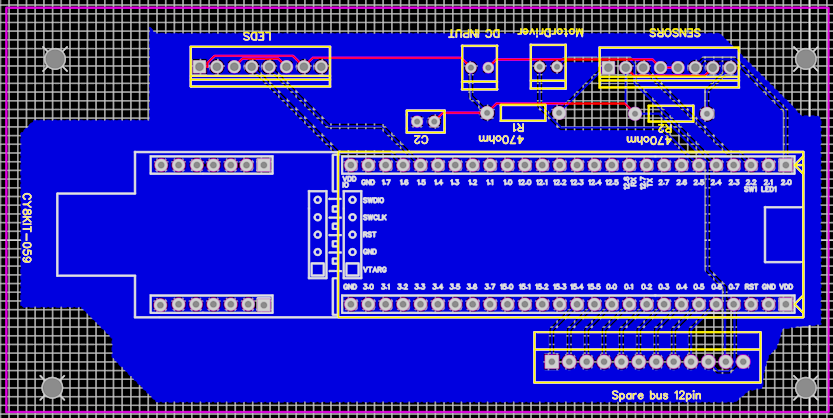 LEDS
DC INPUT
MotorDriver
SENSORS
C2
R1
470ohm
R2
470ohm
VDD GND 1.7 1.6 1.5 1.4 1.3 1.2 1.1 1.0 12.0 12.1 12.2 12.3 12.4 12.5 12.6 RX 12.7 TX 2.7 2.6 2.5 2.4 2.3 2.2 2.1 2.0
SW1 LED1
SWDIO
SWCLK
RST
GND
VTARG
CY8KIT-059
GND 3.0 3.1 3.2 3.3 3.4 3.5 3.6 3.7 15.0 15.1 15.2 15.3 15.4 15.5 0.0 0.1 0.2 0.3 0.4 0.5 0.6 0.7 RST GND VDD
Spare bus 12pin